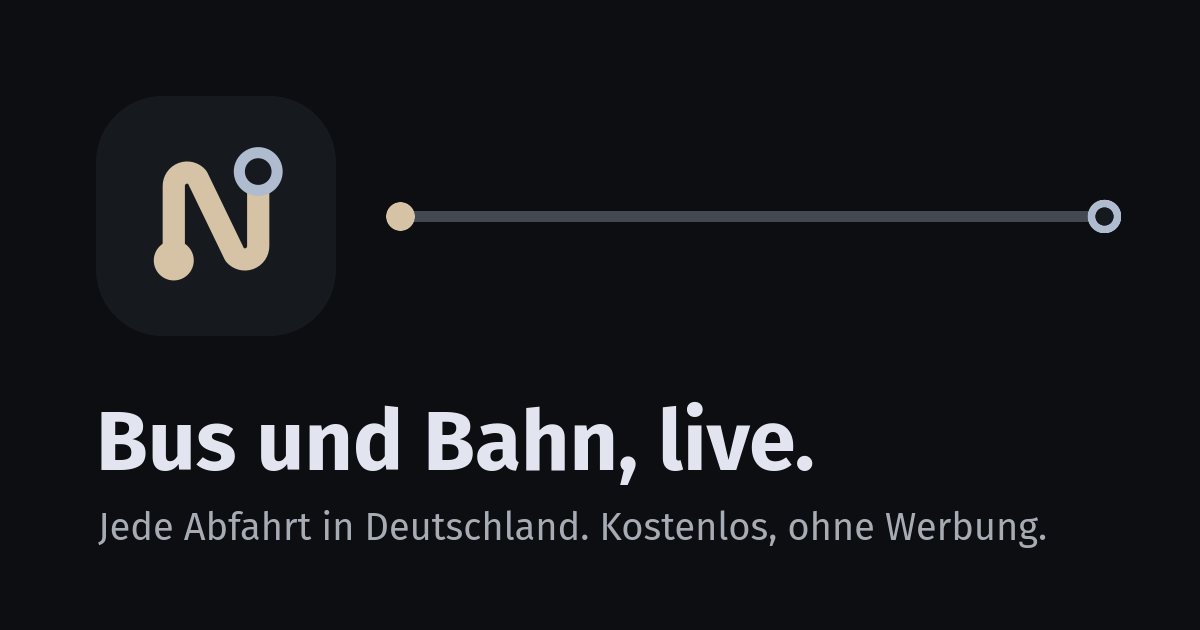 N
Bus und Bahn, live.
Jede Abfahrt in Deutschland. Kostenlos, ohne Werbung.